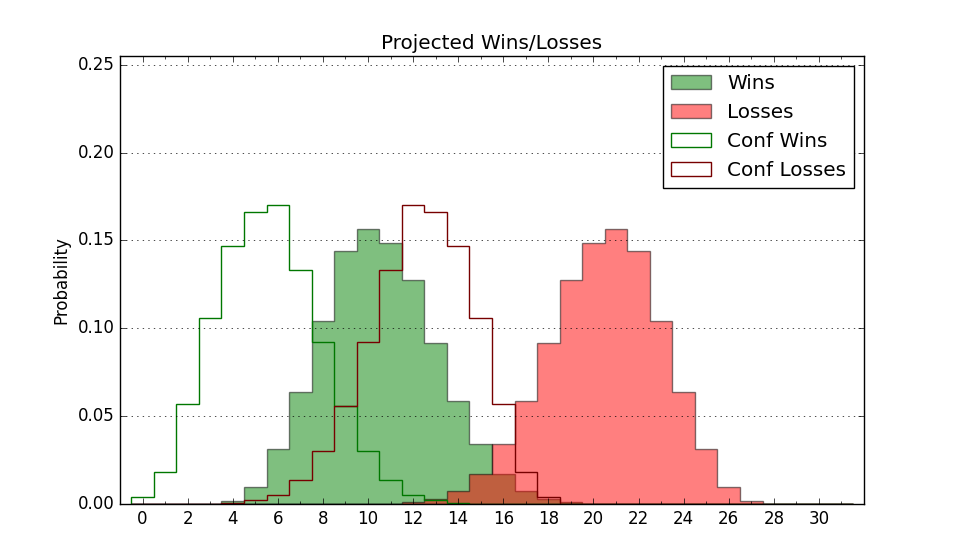 Projected Wins/Losses
0.25
0.20
0.15
0.10
0.05
0.00
Probability
Wins
Losses
Conf Wins
Conf Losses
0 2 4 6 8 10 12 14 16 18 20 22 24 26 28 30